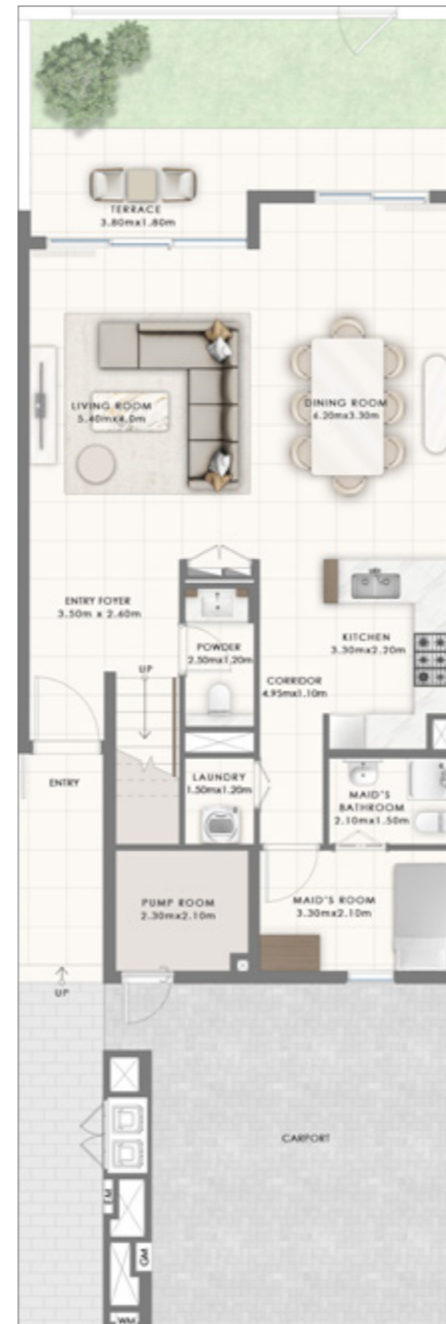 TERRACE
3.80mx1.80m
LIVING ROOM
5.40mx4.0m
DINING ROOM
6.20mx3.30m
ENTRY FOYER
3.50m x 2.60m
POWDER
2.50mx1.20m
KITCHEN
3.30mx2.20m
UP
CORRIDOR
4.95mx1.10m
ENTRY
LAUNDRY
1.50mx1.20m
MAID'S
BATHROOM
2.10mx1.50m
PUMP ROOM
2.30mx2.10m
MAID'S ROOM
3.30mx2.10m
UP
CARPORT
GM
WM